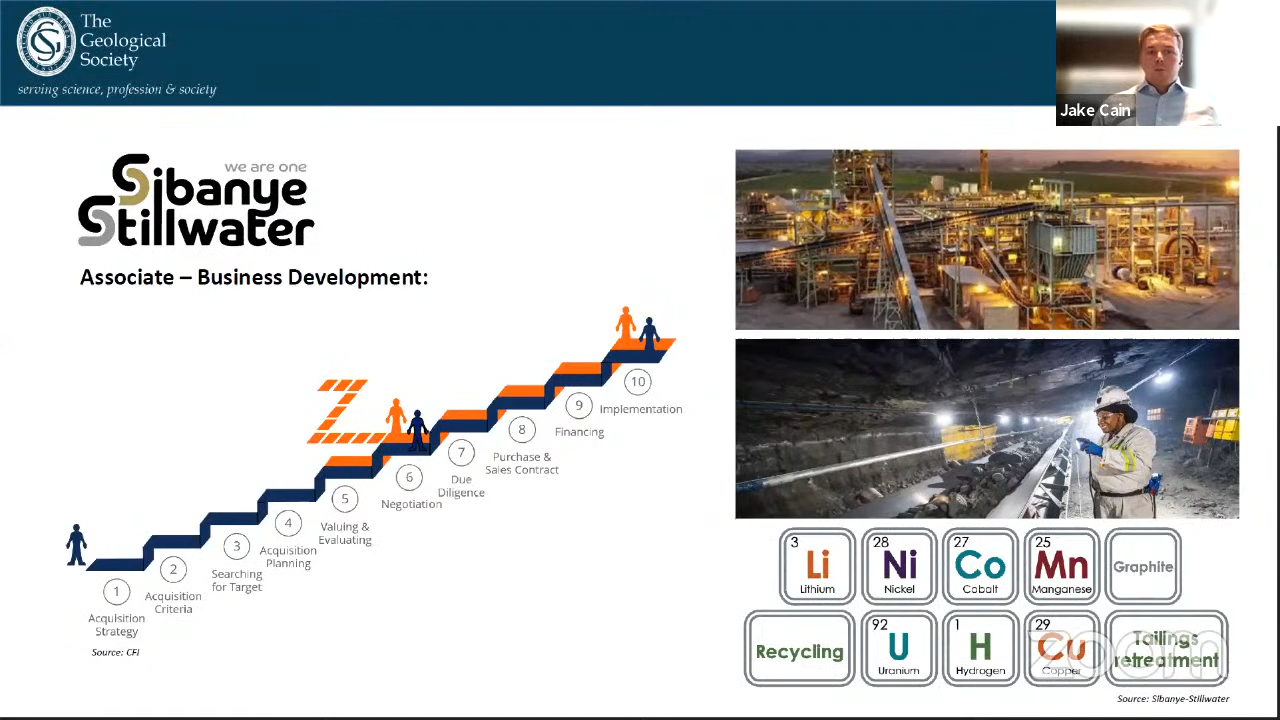 The
Geological
Society
serving science, profession & society
Jake Cain
we are one
Sibanye
Stillwater
Associate – Business Development:
1
Acquisition
Strategy
2
Acquisition
Criteria
3
Searching
for Target
4
Acquisition
Planning
5
Valuing &
Evaluating
6
Negotiation
7
Due
Diligence
8
Purchase &
Sales Contract
9
Financing
10
Implementation
Source: CFI
3
Li
Lithium
28
Ni
Nickel
27
Co
Cobalt
25
Mn
Manganese
Graphite
Recycling
92
U
Uranium
1
H
Hydrogen
29
Cu
Copper
Tailings
retreatment
zoom
Source: Sibanye-Stillwater